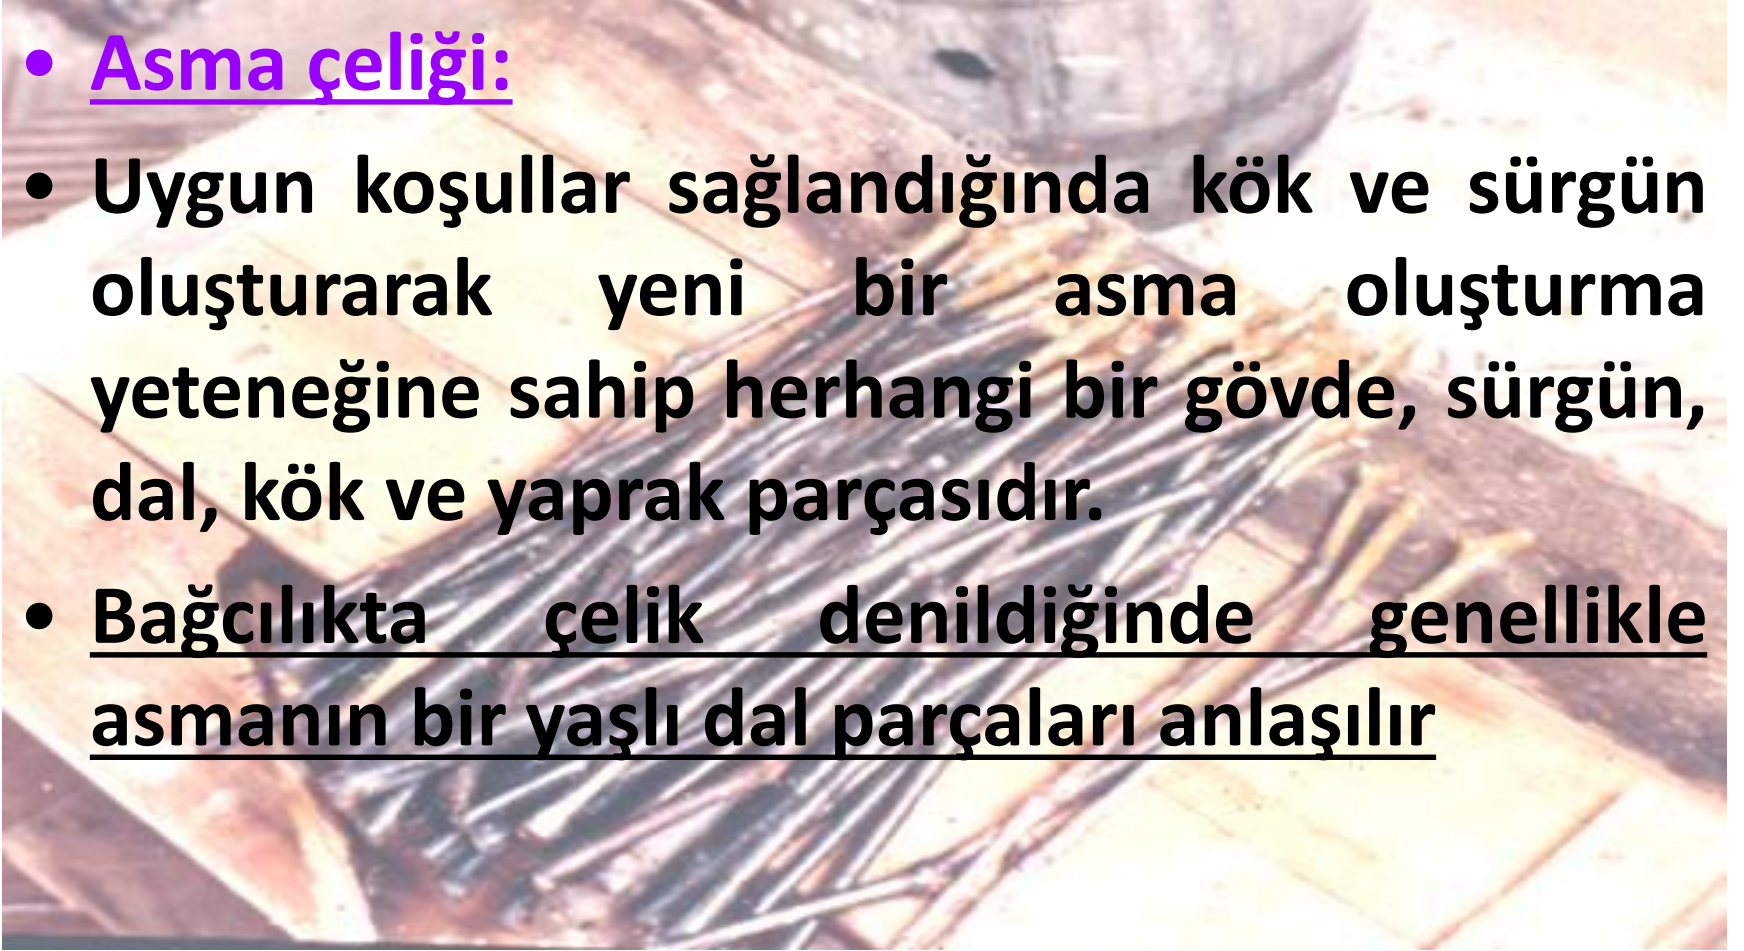 • Asma çeliği:
• Uygun koşullar sağlandığında kök ve sürgün
oluşturarak yeni bir asma oluşturma
yeteneğine sahip herhangi bir gövde, sürgün,
dal, kök ve yaprak parçasıdır.
• Bağcılıkta çelik denildiğinde genellikle
asmanın bir yaşlı dal parçaları anlaşılır